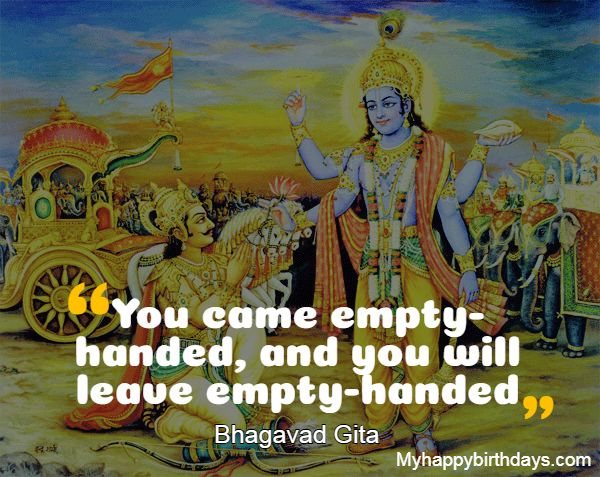 “You came empty-
handed, and you will
leave empty-handed„
Bhagavad Gita
Myhappybirthdays.com